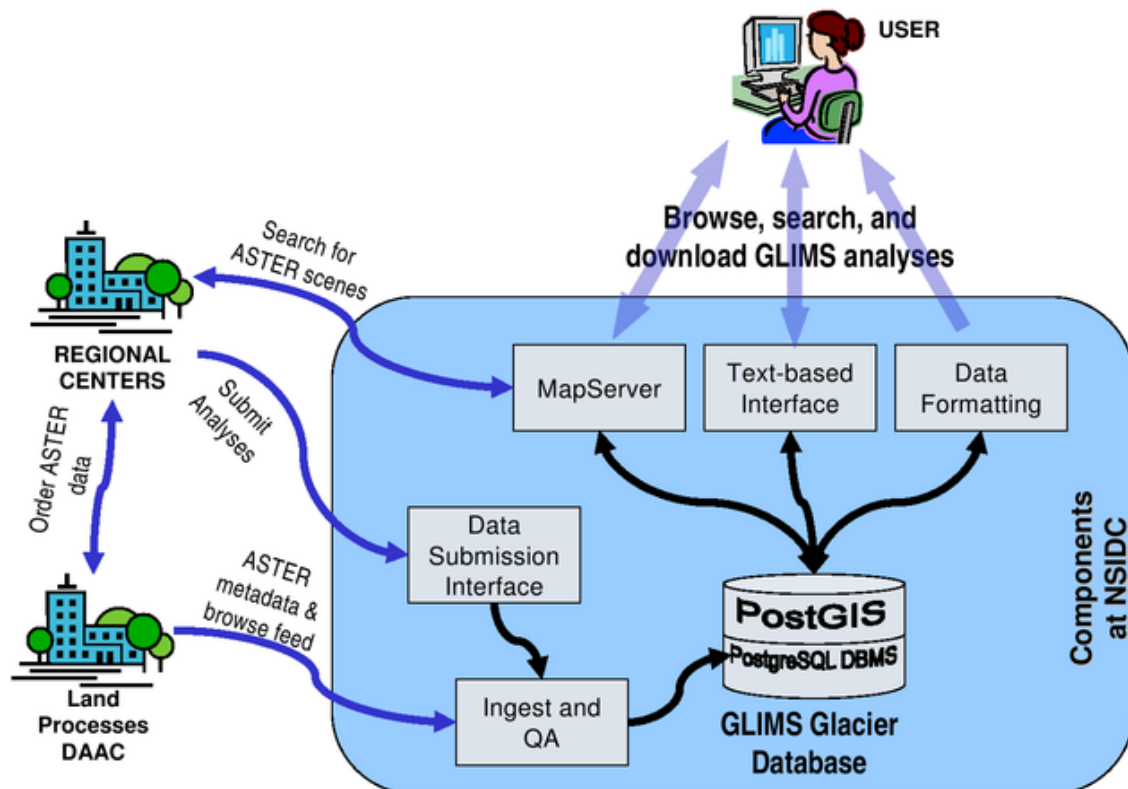 USER
Browse, search, and
download GLIMS analyses
Search for
ASTER scenes
REGIONAL
CENTERS
Submit
Analyses
Order ASTER
data
MapServer
Text-based
Interface
Data
Formatting
Data
Submission
Interface
ASTER
metadata &
browse feed
Land
Processes
DAAC
Ingest and
QA
PostGIS
PostgreSQL DBMS
GLIMS Glacier
Database
Components
at NSIDC